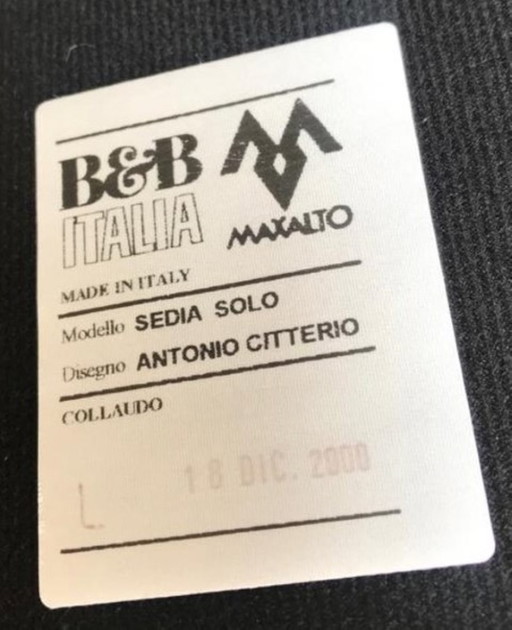 B&B
ITALIA
MAXALTO
MADE IN ITALY
Modello SEDIA SOLO
Disegno ANTONIO CITTERIO
COLLAUDO
18 DIC. 2000
L.